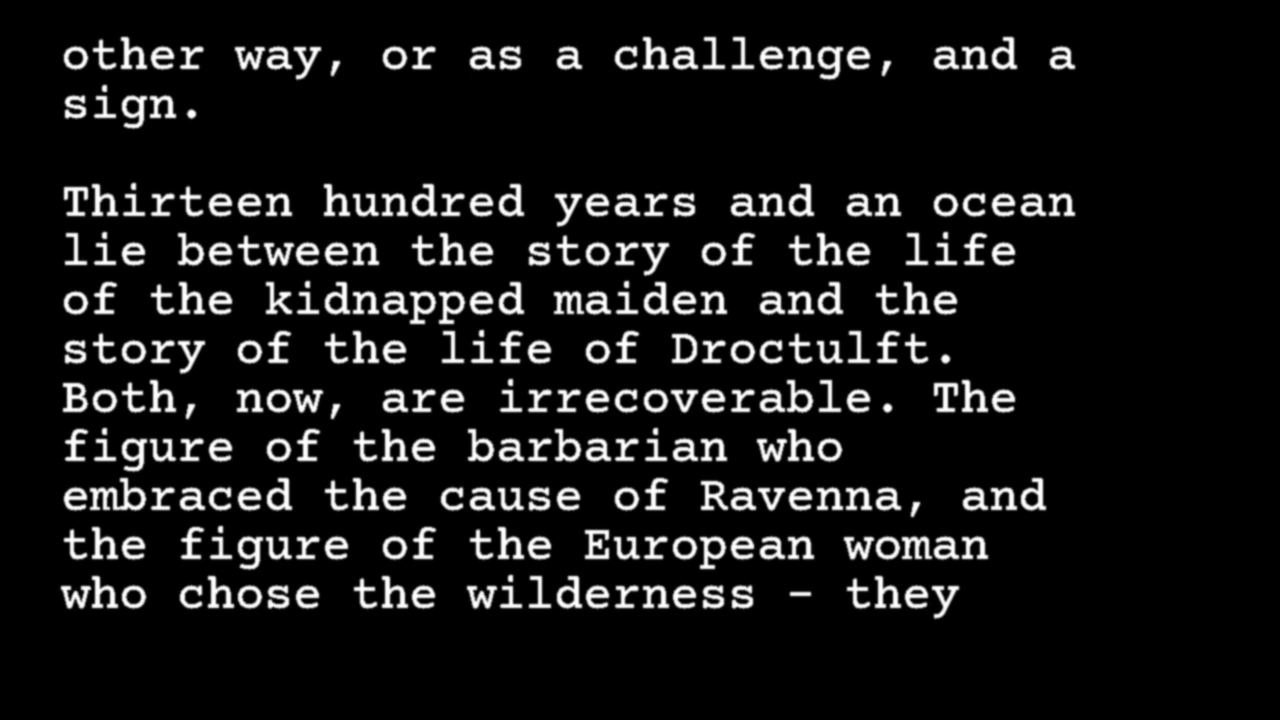 other way, or as a challenge, and a
sign.
Thirteen hundred years and an ocean
lie between the story of the life
of the kidnapped maiden and the
story of the life of Droctulft.
Both, now, are irrecoverable. The
figure of the barbarian who
embraced the cause of Ravenna, and
the figure of the European woman
who chose the wilderness – they